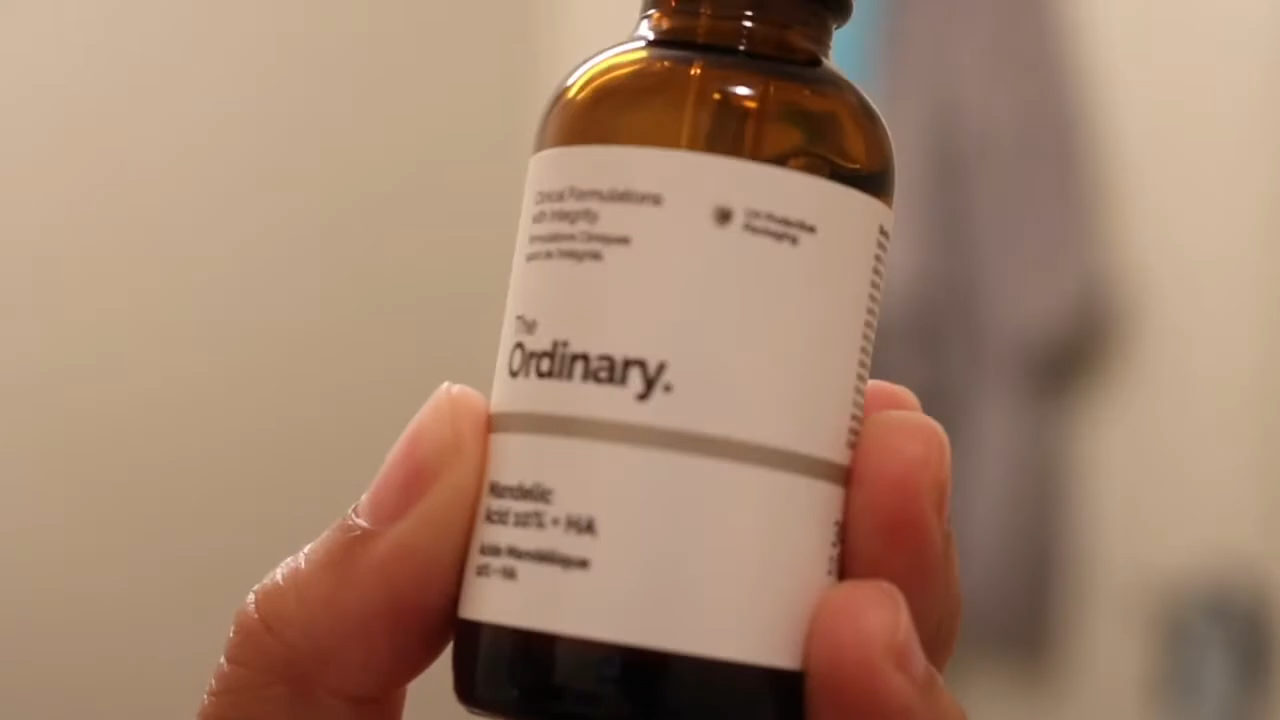 Clinical Formulations
with Integrity
Formulations Cliniques
avec Intégrité
UV Protective
Packaging
The
Ordinary.
Mandelic
Acid 10% + HA
Acide Mandélique
10% + HA